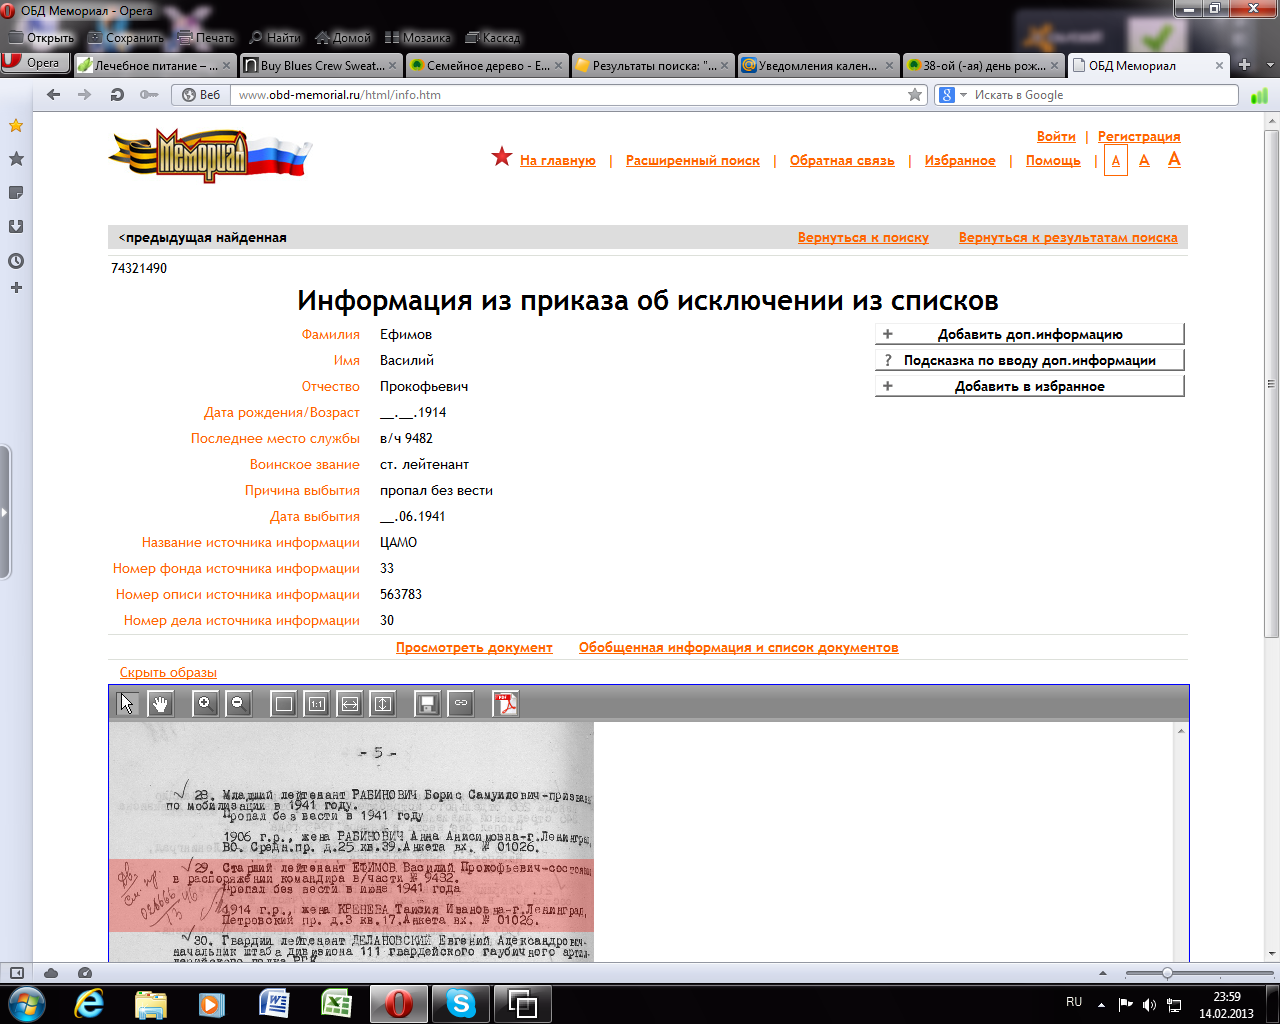 ОБД Мемориал - Opera
Открыть Сохранить Печать Найти Домой Мозаика Каскад
Opera Лечебное питание – ... Buy Blues Crew Sweat... Семейное дерево - Е... Результаты поиска: "... Уведомления кален... 38-ой (-ая) день рож... ОБД Мемориал
Веб www.obd-memorial.ru/html/info.htm Искать в Google
Войти | Регистрация
Мемориал
На главную | Расширенный поиск | Обратная связь | Избранное | Помощь | А А А
<предыдущая найденная Вернуться к поиску Вернуться к результатам поиска
74321490
Информация из приказа об исключении из списков
Фамилия Ефимов
Добавить доп.информацию
Имя Василий
? Подсказка по вводу доп.информации
Отчество Прокофьевич
Добавить в избранное
Дата рождения/Возраст __.__.1914
Последнее место службы в/ч 9482
Воинское звание ст. лейтенант
Причина выбытия пропал без вести
Дата выбытия __.06.1941
Название источника информации ЦАМО
Номер фонда источника информации 33
Номер описи источника информации 563783
Номер дела источника информации 30
Просмотреть документ Обобщенная информация и список документов
Скрыть образы
1:1
- 5 -
28. Младший лейтенант РАБИНОВИЧ Борис Самуилович-призван
по мобилизации в 1941 году.
Пропал без вести в 1941 году
1906 г.р., жена РАБИНОВИЧ Анна Анисимовна-г.Ленинград,
ВО. Средн.пр. д.25 кв.39.Анкета вх. № 01026.
29. Старший лейтенант ЕФИМОВ Василий Прокофьевич-состоящ
в распоряжении командира в/части № 9482.
Пропал без вести в июне 1941 года
1914 г.р., жена КРЕНЕВА Таисия Ивановна-г.Ленинград,
Петровский пр. д.3 кв.17.Анкета вх. № 01026.
30. Гвардии лейтенант ДЕЛАНОВСКИЙ Евгений Александрович-
начальник штаба дивизиона 111 гвардейского гаубичного арти-
RU 23:59
14.02.2013